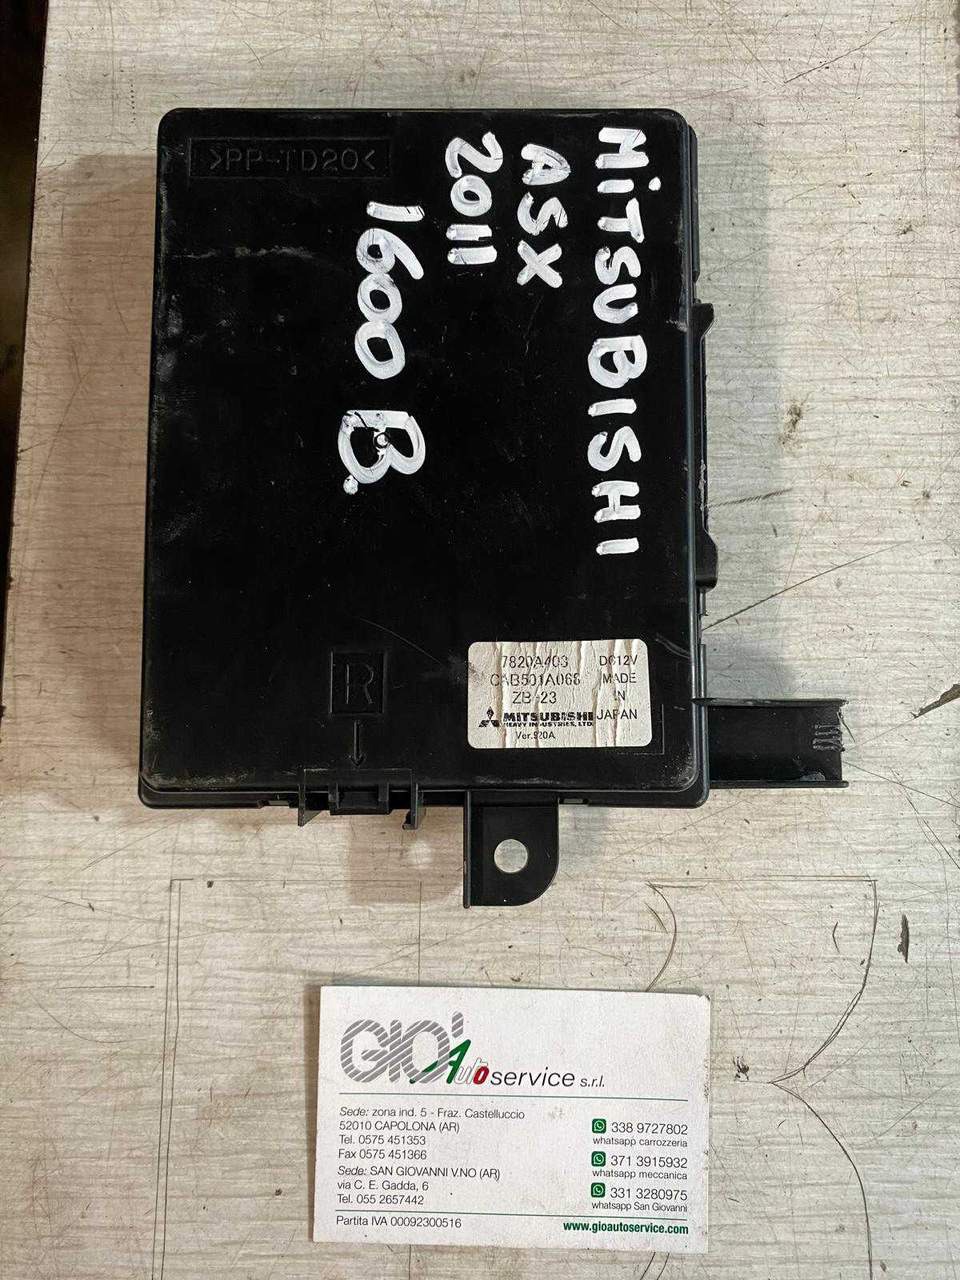 >PP-TD20<
MiTSUBISHI
ASX
2011
1600 B.
R
7820A403 DC12V
CAB501A068 MADE
ZB-23 IN
MITSUBISHI JAPAN
HEAVY INDUSTRIES, LTD.
Ver.920A
GIO' Auto service s.r.l.
Sede: zona ind. 5 - Fraz. Castelluccio
52010 CAPOLONA (AR)
Tel. 0575 451353
Fax 0575 451366
Sede: SAN GIOVANNI V.NO (AR)
via C. E. Gadda, 6
Tel. 055 2657442
Partita IVA 00092300516
338 9727802
whatsapp carrozzeria
371 3915932
whatsapp meccanica
331 3280975
whatsapp San Giovanni
www.gioautoservice.com